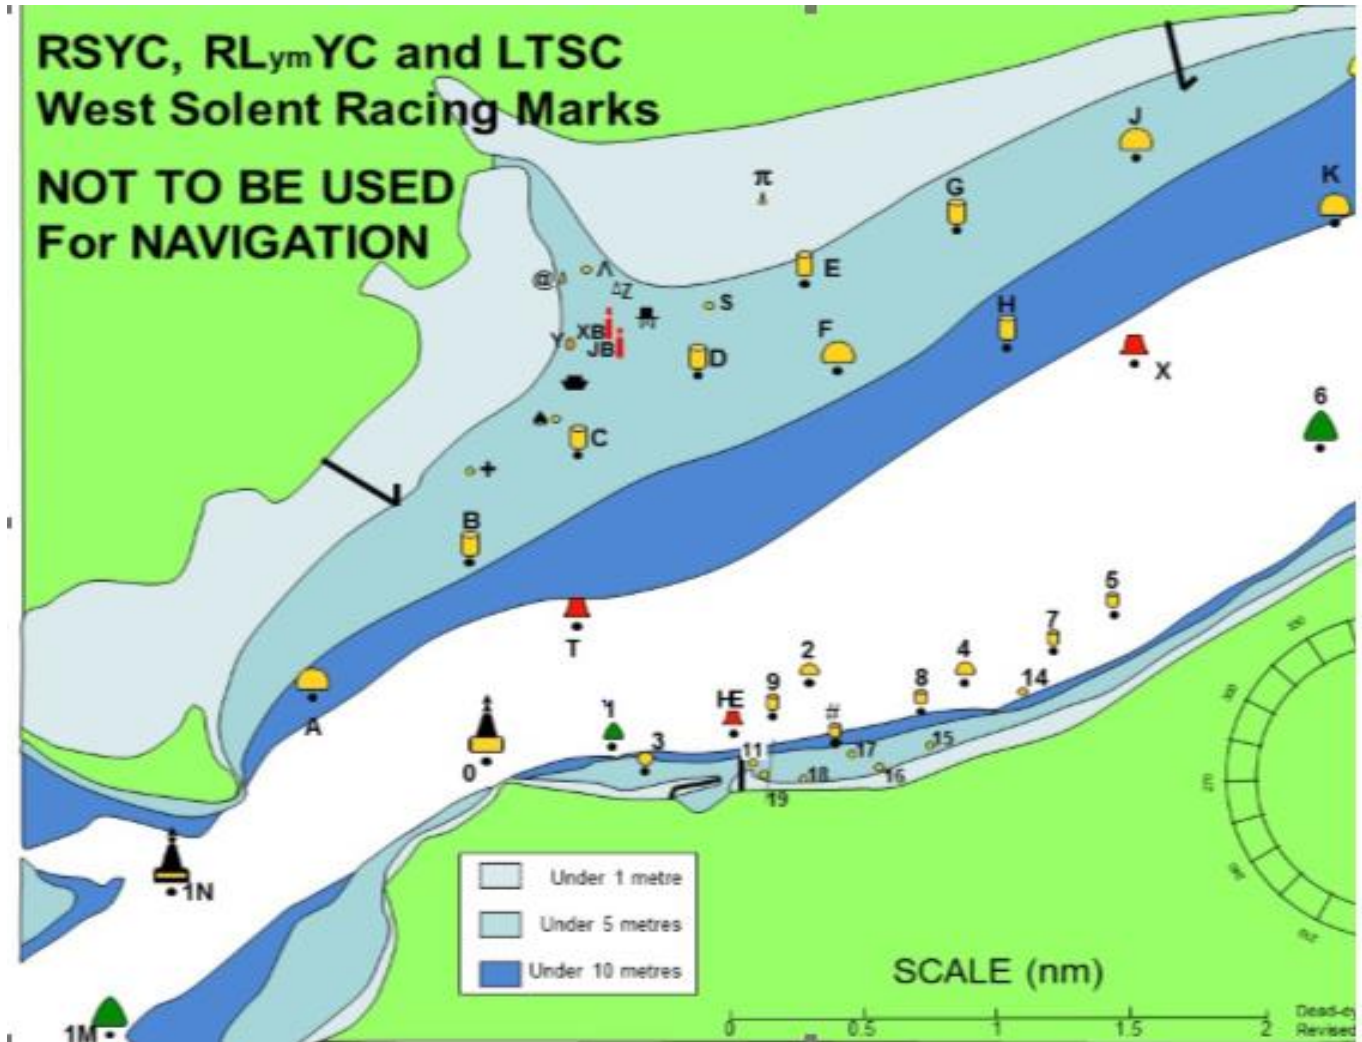 RSYC, RLymYC and LTSC
West Solent Racing Marks
NOT TO BE USED
For NAVIGATION
J
K
π
G
E
@
Λ
Z
S
H
XB
Y
JB
F
D
X
6
C
+
B
5
T
7
2
4
14
A
HE
9
8
1
#
3
11
17
15
0
18
16
19
1N
Under 1 metre
Under 5 metres
Under 10 metres
270
SCALE (nm)
1M
0 0.5 1 1.5 2
Revised